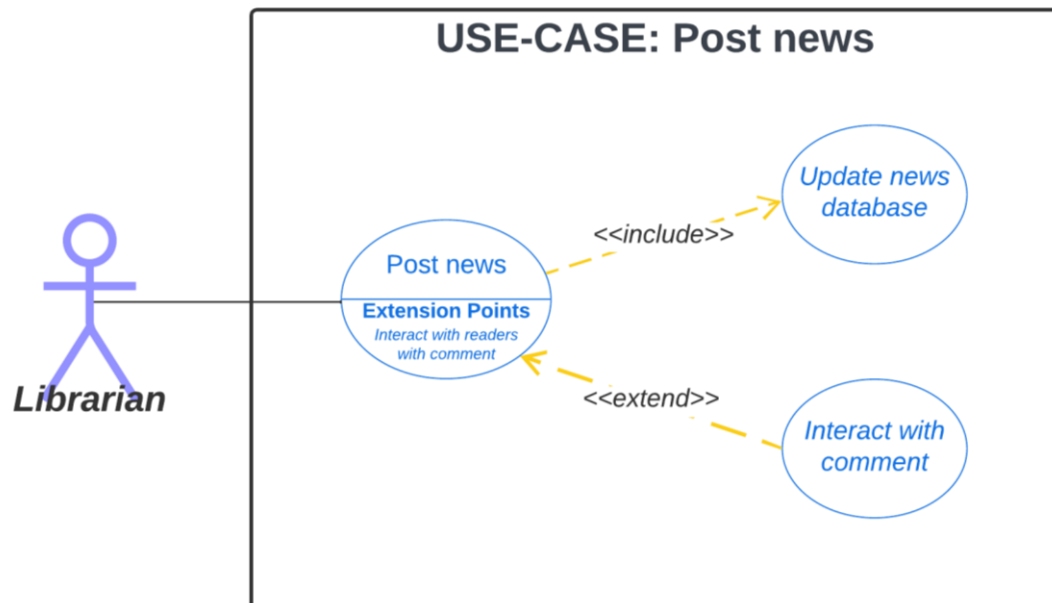 USE-CASE: Post news
Update news
database
<<include>>
Post news
Extension Points
Interact with readers
with comment
Librarian
<<extend>>
Interact with
comment